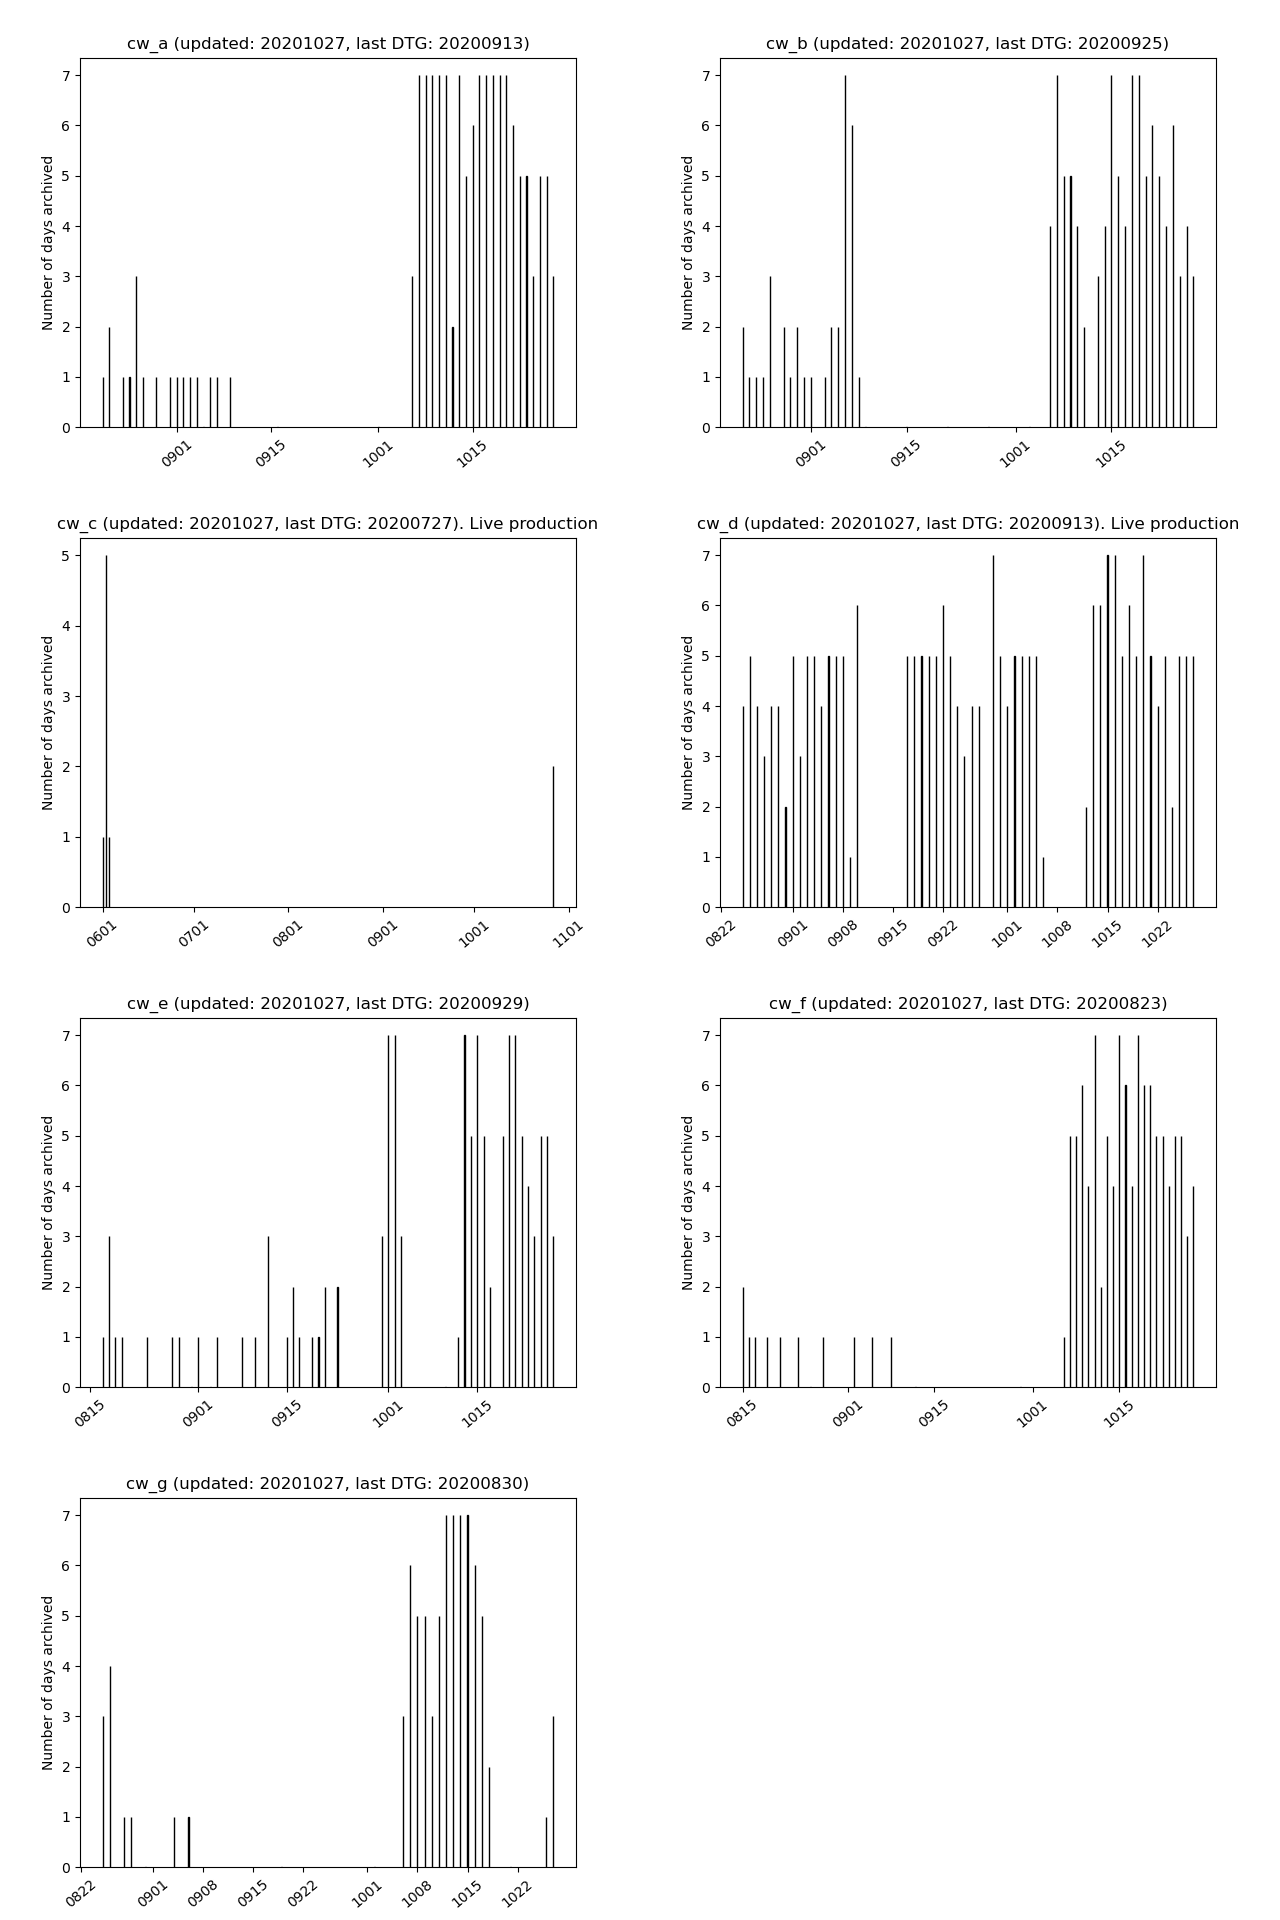 cw_a (updated: 20201027, last DTG: 20200913)
Number of days archived
7
6
5
4
3
2
1
0
0901 0915 1001 1015
cw_b (updated: 20201027, last DTG: 20200925)
Number of days archived
7
6
5
4
3
2
1
0
0901 0915 1001 1015
cw_c (updated: 20201027, last DTG: 20200727). Live production
Number of days archived
5
4
3
2
1
0
0601 0701 0801 0901 1001 1101
cw_d (updated: 20201027, last DTG: 20200913). Live production
Number of days archived
7
6
5
4
3
2
1
0
0822 0901 0908 0915 0922 1001 1008 1015 1022
cw_e (updated: 20201027, last DTG: 20200929)
Number of days archived
7
6
5
4
3
2
1
0
0815 0901 0915 1001 1015
cw_f (updated: 20201027, last DTG: 20200823)
Number of days archived
7
6
5
4
3
2
1
0
0815 0901 0915 1001 1015
cw_g (updated: 20201027, last DTG: 20200830)
Number of days archived
7
6
5
4
3
2
1
0
0822 0901 0908 0915 0922 1001 1008 1015 1022